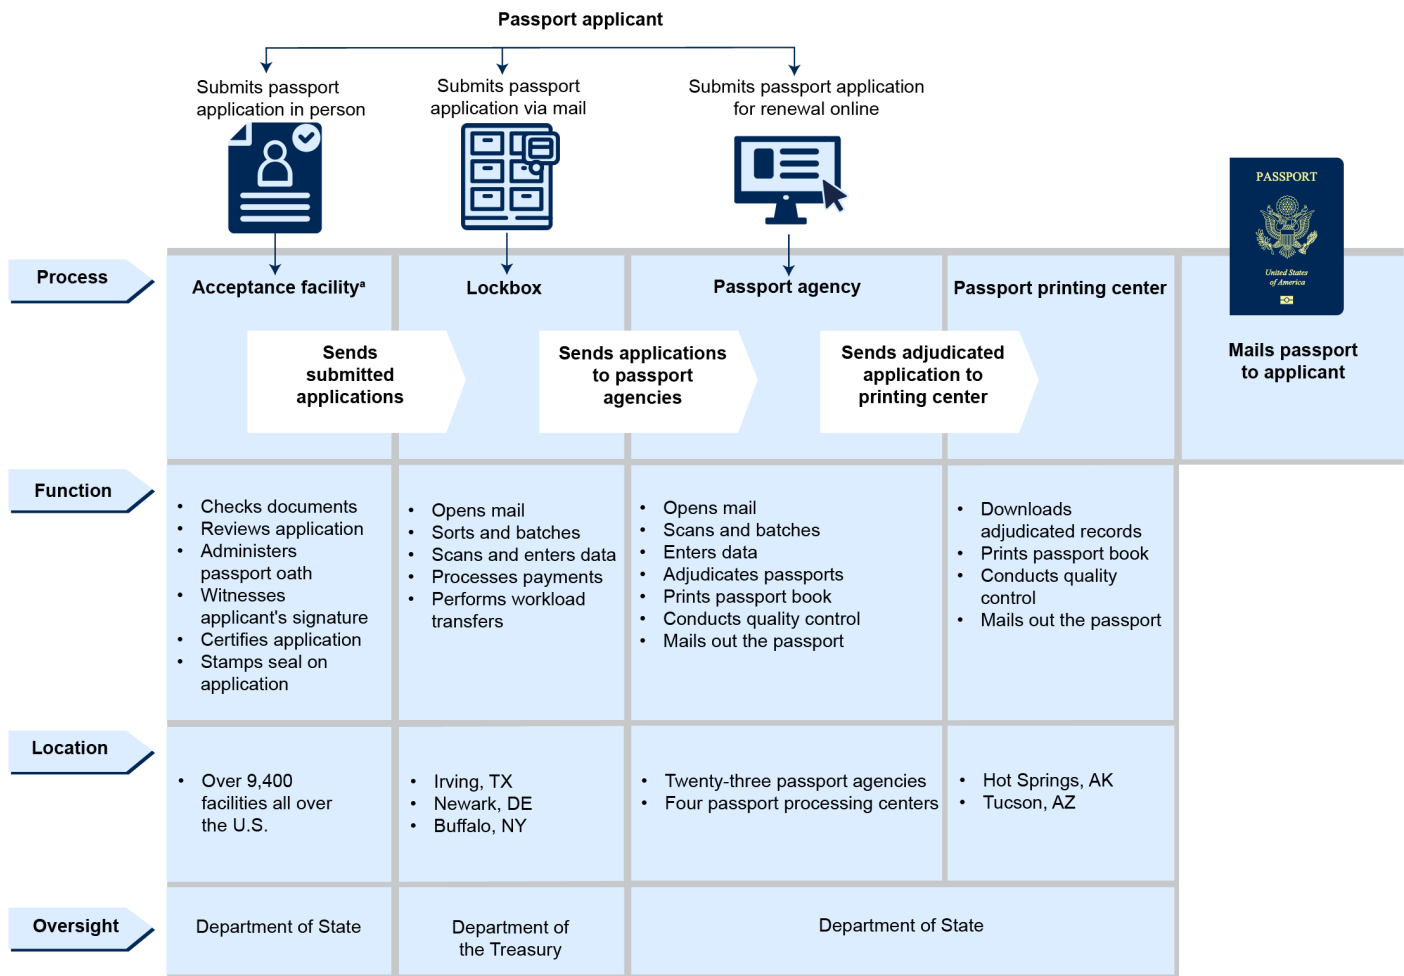 Passport applicant
Submits passport
application in person
Submits passport
application via mail
Submits passport application
for renewal online
PASSPORT
United States
of America
Process
Acceptance facilityᵃ
Lockbox
Passport agency
Passport printing center
Sends
submitted
applications
Sends applications
to passport
agencies
Sends adjudicated
application to
printing center
Mails passport
to applicant
Function
• Checks documents
• Reviews application
• Administers
passport oath
• Witnesses
applicant's signature
• Certifies application
• Stamps seal on
application
• Opens mail
• Sorts and batches
• Scans and enters data
• Processes payments
• Performs workload
transfers
• Opens mail
• Scans and batches
• Enters data
• Adjudicates passports
• Prints passport book
• Conducts quality control
• Mails out the passport
• Downloads
adjudicated records
• Prints passport book
• Conducts quality
control
• Mails out the passport
Location
• Over 9,400
facilities all over
the U.S.
• Irving, TX
• Newark, DE
• Buffalo, NY
• Twenty-three passport agencies
• Four passport processing centers
• Hot Springs, AK
• Tucson, AZ
Oversight
Department of State
Department of
the Treasury
Department of State